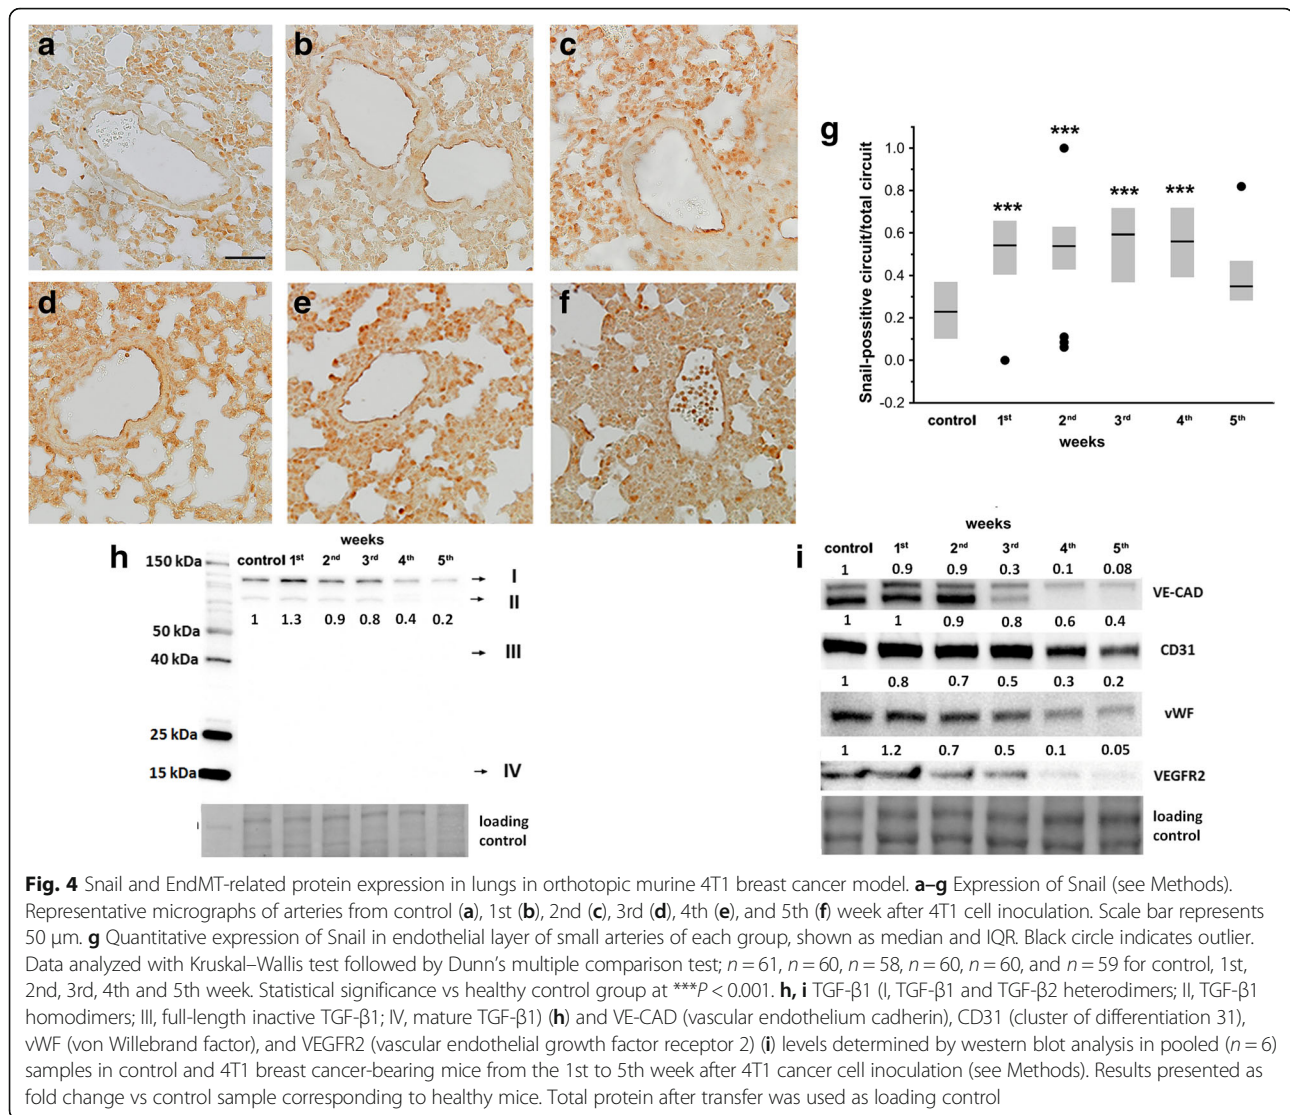 a
b
c
d
e
f
g
Snail-possitive circuit/total circuit
1.0
0.8
0.6
0.4
0.2
0.0
-0.2
***
***
***
***
control 1st 2nd 3rd 4th 5th
weeks
h
weeks
control 1st 2nd 3rd 4th 5th
150 kDa
50 kDa
40 kDa
25 kDa
15 kDa
I
II
III
IV
1 1.3 0.9 0.8 0.4 0.2
loading
control
i
weeks
control 1st 2nd 3rd 4th 5th
1 0.9 0.9 0.3 0.1 0.08
VE-CAD
1 1 0.9 0.8 0.6 0.4
CD31
1 0.8 0.7 0.5 0.3 0.2
vWF
1 1.2 0.7 0.5 0.1 0.05
VEGFR2
loading
control
Fig. 4 Snail and EndMT-related protein expression in lungs in orthotopic murine 4T1 breast cancer model. a–g Expression of Snail (see Methods).
Representative micrographs of arteries from control (a), 1st (b), 2nd (c), 3rd (d), 4th (e), and 5th (f) week after 4T1 cell inoculation. Scale bar represents
50 μm. g Quantitative expression of Snail in endothelial layer of small arteries of each group, shown as median and IQR. Black circle indicates outlier.
Data analyzed with Kruskal–Wallis test followed by Dunn's multiple comparison test; n = 61, n = 60, n = 58, n = 60, n = 60, and n = 59 for control, 1st,
2nd, 3rd, 4th and 5th week. Statistical significance vs healthy control group at ***P < 0.001. h, i TGF-β1 (I, TGF-β1 and TGF-β2 heterodimers; II, TGF-β1
homodimers; III, full-length inactive TGF-β1; IV, mature TGF-β1) (h) and VE-CAD (vascular endothelium cadherin), CD31 (cluster of differentiation 31),
vWF (von Willebrand factor), and VEGFR2 (vascular endothelial growth factor receptor 2) (i) levels determined by western blot analysis in pooled (n = 6)
samples in control and 4T1 breast cancer-bearing mice from the 1st to 5th week after 4T1 cancer cell inoculation (see Methods). Results presented as
fold change vs control sample corresponding to healthy mice. Total protein after transfer was used as loading control